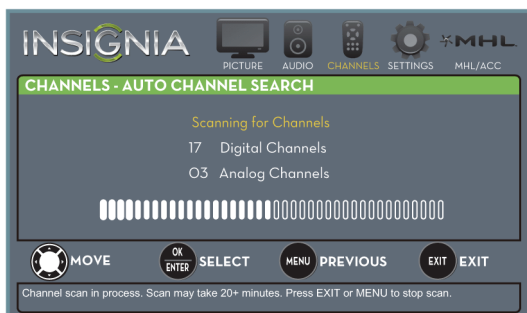 INSIGNIA
PICTURE AUDIO CHANNELS SETTINGS MHL MHL/ACC
CHANNELS - AUTO CHANNEL SEARCH
Scanning for Channels
17 Digital Channels
03 Analog Channels
MOVE OK ENTER SELECT MENU PREVIOUS EXIT EXIT
Channel scan in process. Scan may take 20+ minutes. Press EXIT or MENU to stop scan.